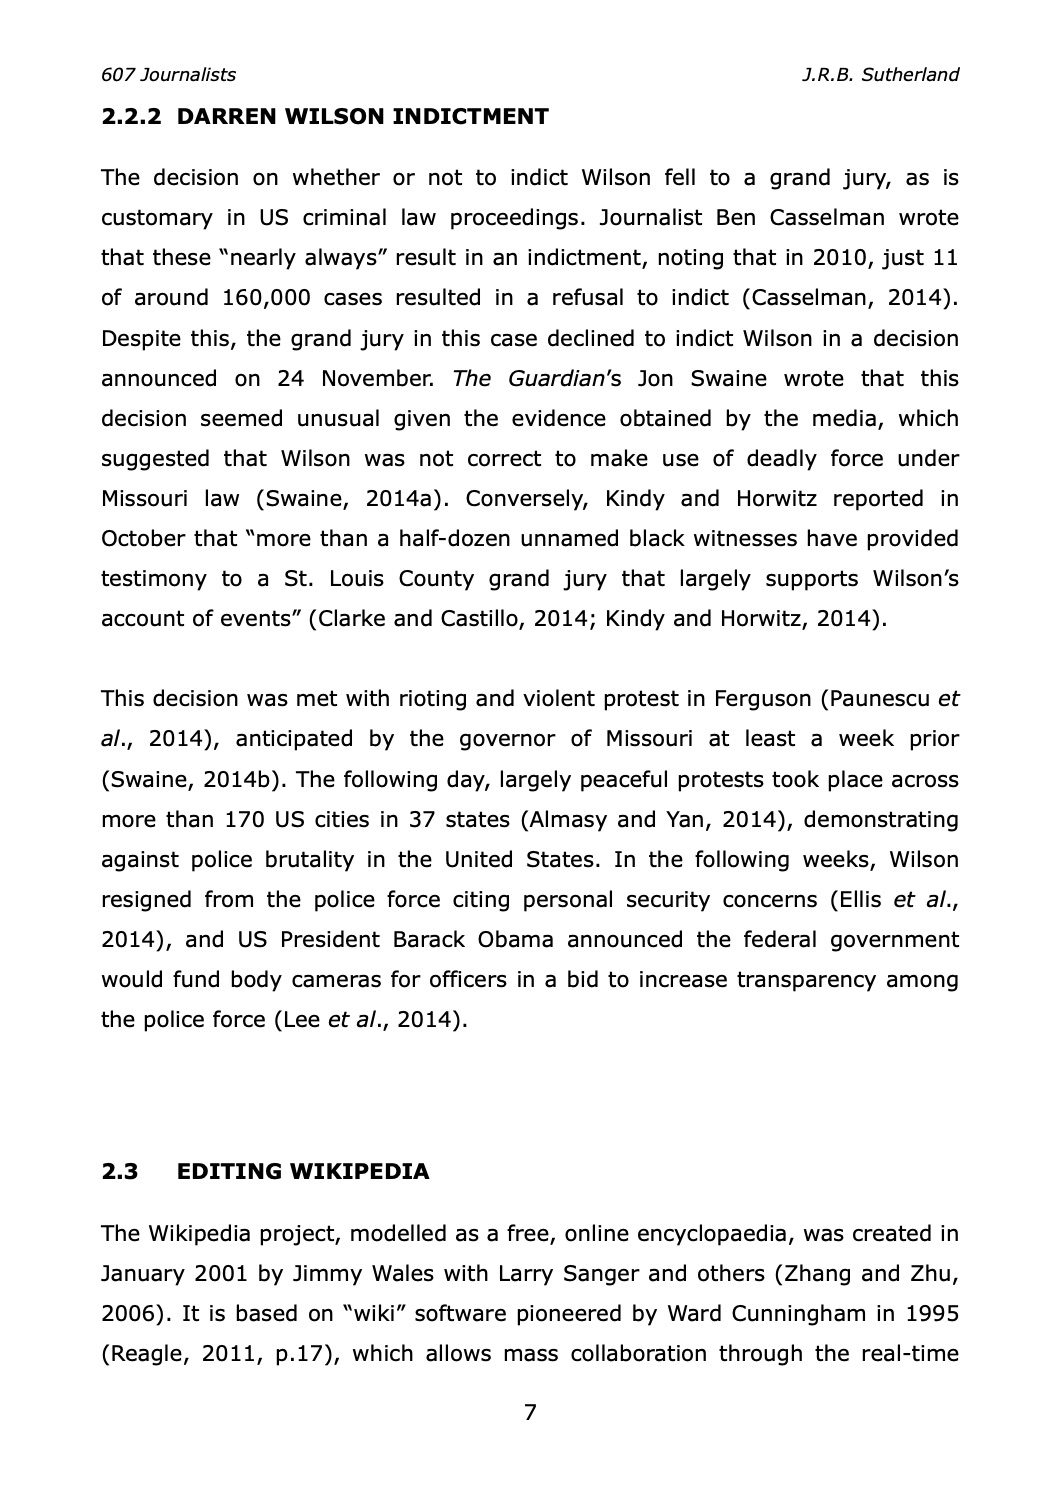 607 Journalists
J.R.B. Sutherland
2.2.2 DARREN WILSON INDICTMENT
The decision on whether or not to indict Wilson fell to a grand jury, as is
customary in US criminal law proceedings. Journalist Ben Casselman wrote
that these “nearly always” result in an indictment, noting that in 2010, just 11
of around 160,000 cases resulted in a refusal to indict (Casselman, 2014).
Despite this, the grand jury in this case declined to indict Wilson in a decision
announced on 24 November. The Guardian’s Jon Swaine wrote that this
decision seemed unusual given the evidence obtained by the media, which
suggested that Wilson was not correct to make use of deadly force under
Missouri law (Swaine, 2014a). Conversely, Kindy and Horwitz reported in
October that “more than a half-dozen unnamed black witnesses have provided
testimony to a St. Louis County grand jury that largely supports Wilson’s
account of events” (Clarke and Castillo, 2014; Kindy and Horwitz, 2014).
This decision was met with rioting and violent protest in Ferguson (Paunescu et
al., 2014), anticipated by the governor of Missouri at least a week prior
(Swaine, 2014b). The following day, largely peaceful protests took place across
more than 170 US cities in 37 states (Almasy and Yan, 2014), demonstrating
against police brutality in the United States. In the following weeks, Wilson
resigned from the police force citing personal security concerns (Ellis et al.,
2014), and US President Barack Obama announced the federal government
would fund body cameras for officers in a bid to increase transparency among
the police force (Lee et al., 2014).
2.3 EDITING WIKIPEDIA
The Wikipedia project, modelled as a free, online encyclopaedia, was created in
January 2001 by Jimmy Wales with Larry Sanger and others (Zhang and Zhu,
2006). It is based on “wiki” software pioneered by Ward Cunningham in 1995
(Reagle, 2011, p.17), which allows mass collaboration through the real-time
7